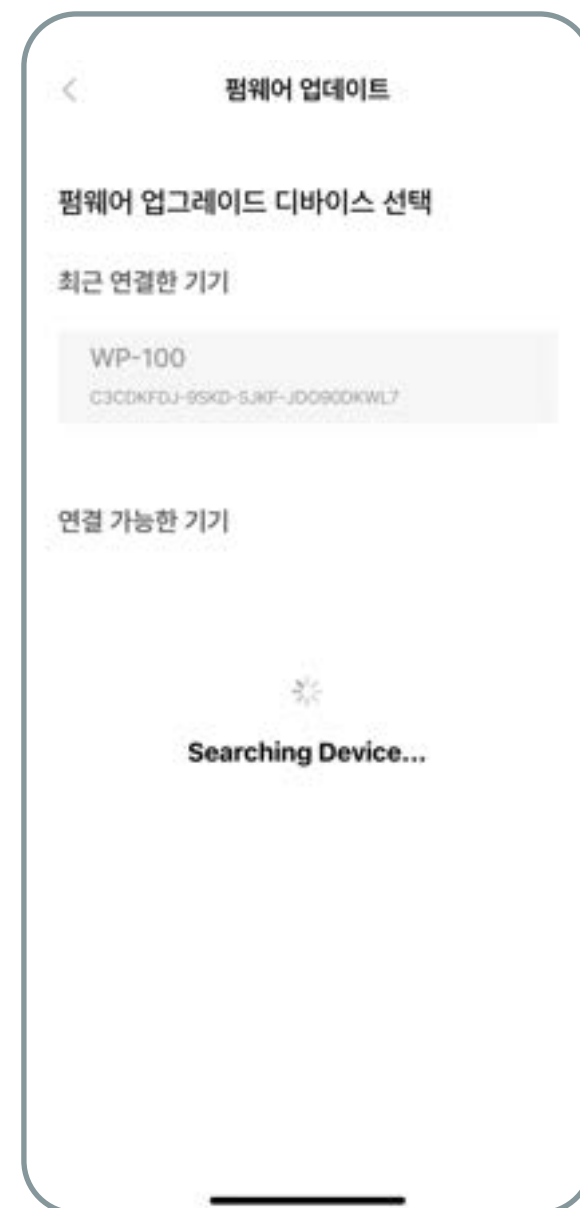 펌웨어 업데이트
펌웨어 업그레이드 디바이스 선택
최근 연결한 기기
WP-100
C3CDKFDJ-9SKD-SJKF-JDO90DKWL7
연결 가능한 기기
Searching Device...